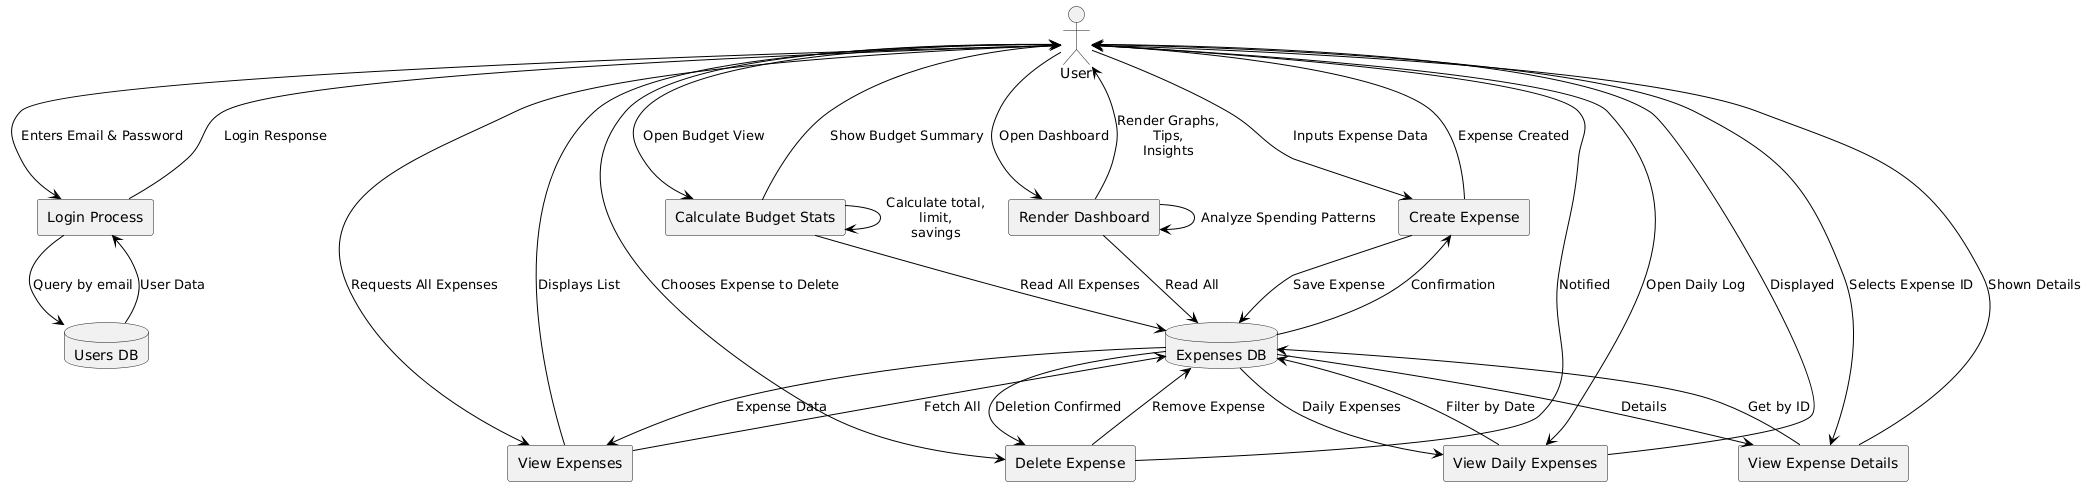 User
Enters Email & Password
Login Response
Open Budget View
Show Budget Summary
Open Dashboard
Render Graphs,
Tips,
Insights
Inputs Expense Data
Expense Created
Login Process
Calculate Budget Stats
Calculate total,
limit,
savings
Render Dashboard
Analyze Spending Patterns
Create Expense
Query by email
User Data
Requests All Expenses
Displays List
Chooses Expense to Delete
Read All Expenses
Read All
Save Expense
Confirmation
Notified
Open Daily Log
Displayed
Selects Expense ID
Shown Details
Users DB
Expenses DB
Expense Data
Fetch All
Deletion Confirmed
Remove Expense
Daily Expenses
Filter by Date
Details
Get by ID
View Expenses
Delete Expense
View Daily Expenses
View Expense Details